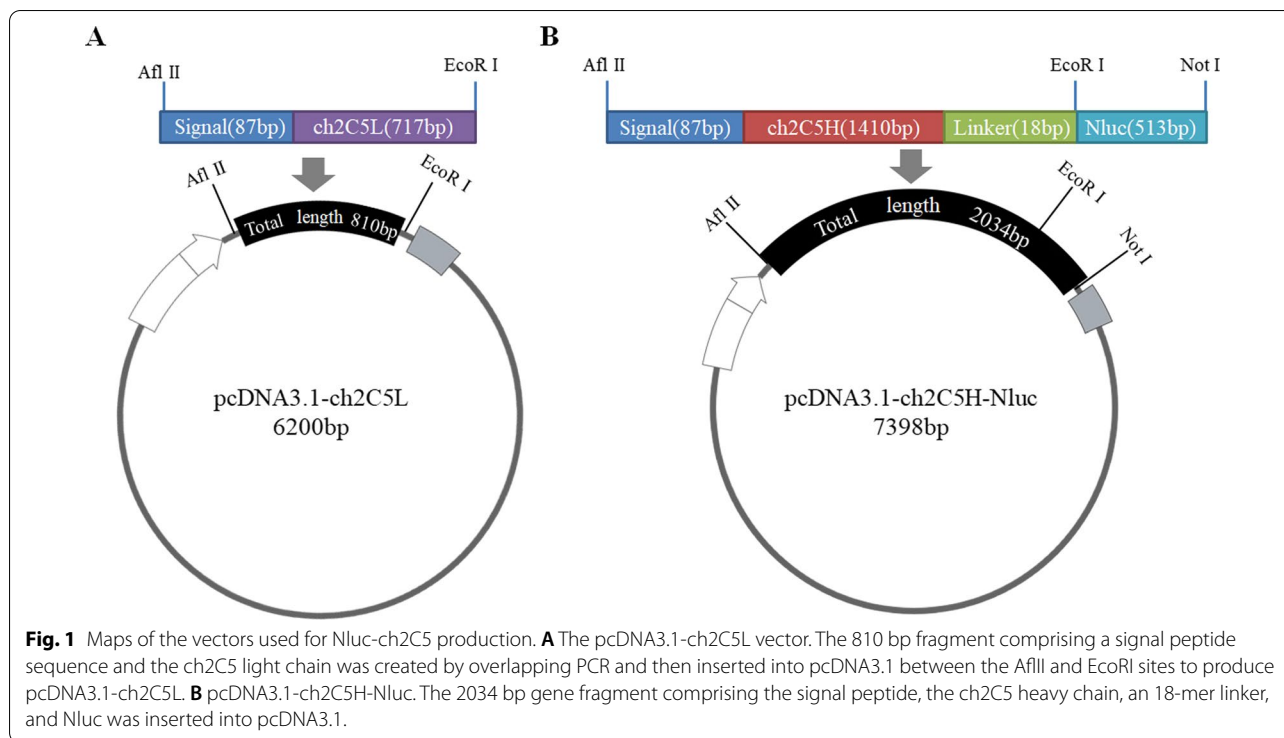 A
Afl II
EcoR I
Signal(87bp) ch2C5L(717bp)
Afl II
EcoR I
Total length 810bp
pcDNA3.1-ch2C5L
6200bp
B
Afl II
EcoR I
Not I
Signal(87bp) ch2C5H(1410bp) Linker(18bp) Nluc(513bp)
Afl II
EcoR I
Not I
Total length 2034bp
pcDNA3.1-ch2C5H-Nluc
7398bp
Fig. 1 Maps of the vectors used for Nluc-ch2C5 production. A The pcDNA3.1-ch2C5L vector. The 810 bp fragment comprising a signal peptide
sequence and the ch2C5 light chain was created by overlapping PCR and then inserted into pcDNA3.1 between the AflII and EcoRI sites to produce
pcDNA3.1-ch2C5L. B pcDNA3.1-ch2C5H-Nluc. The 2034 bp gene fragment comprising the signal peptide, the ch2C5 heavy chain, an 18-mer linker,
and Nluc was inserted into pcDNA3.1.